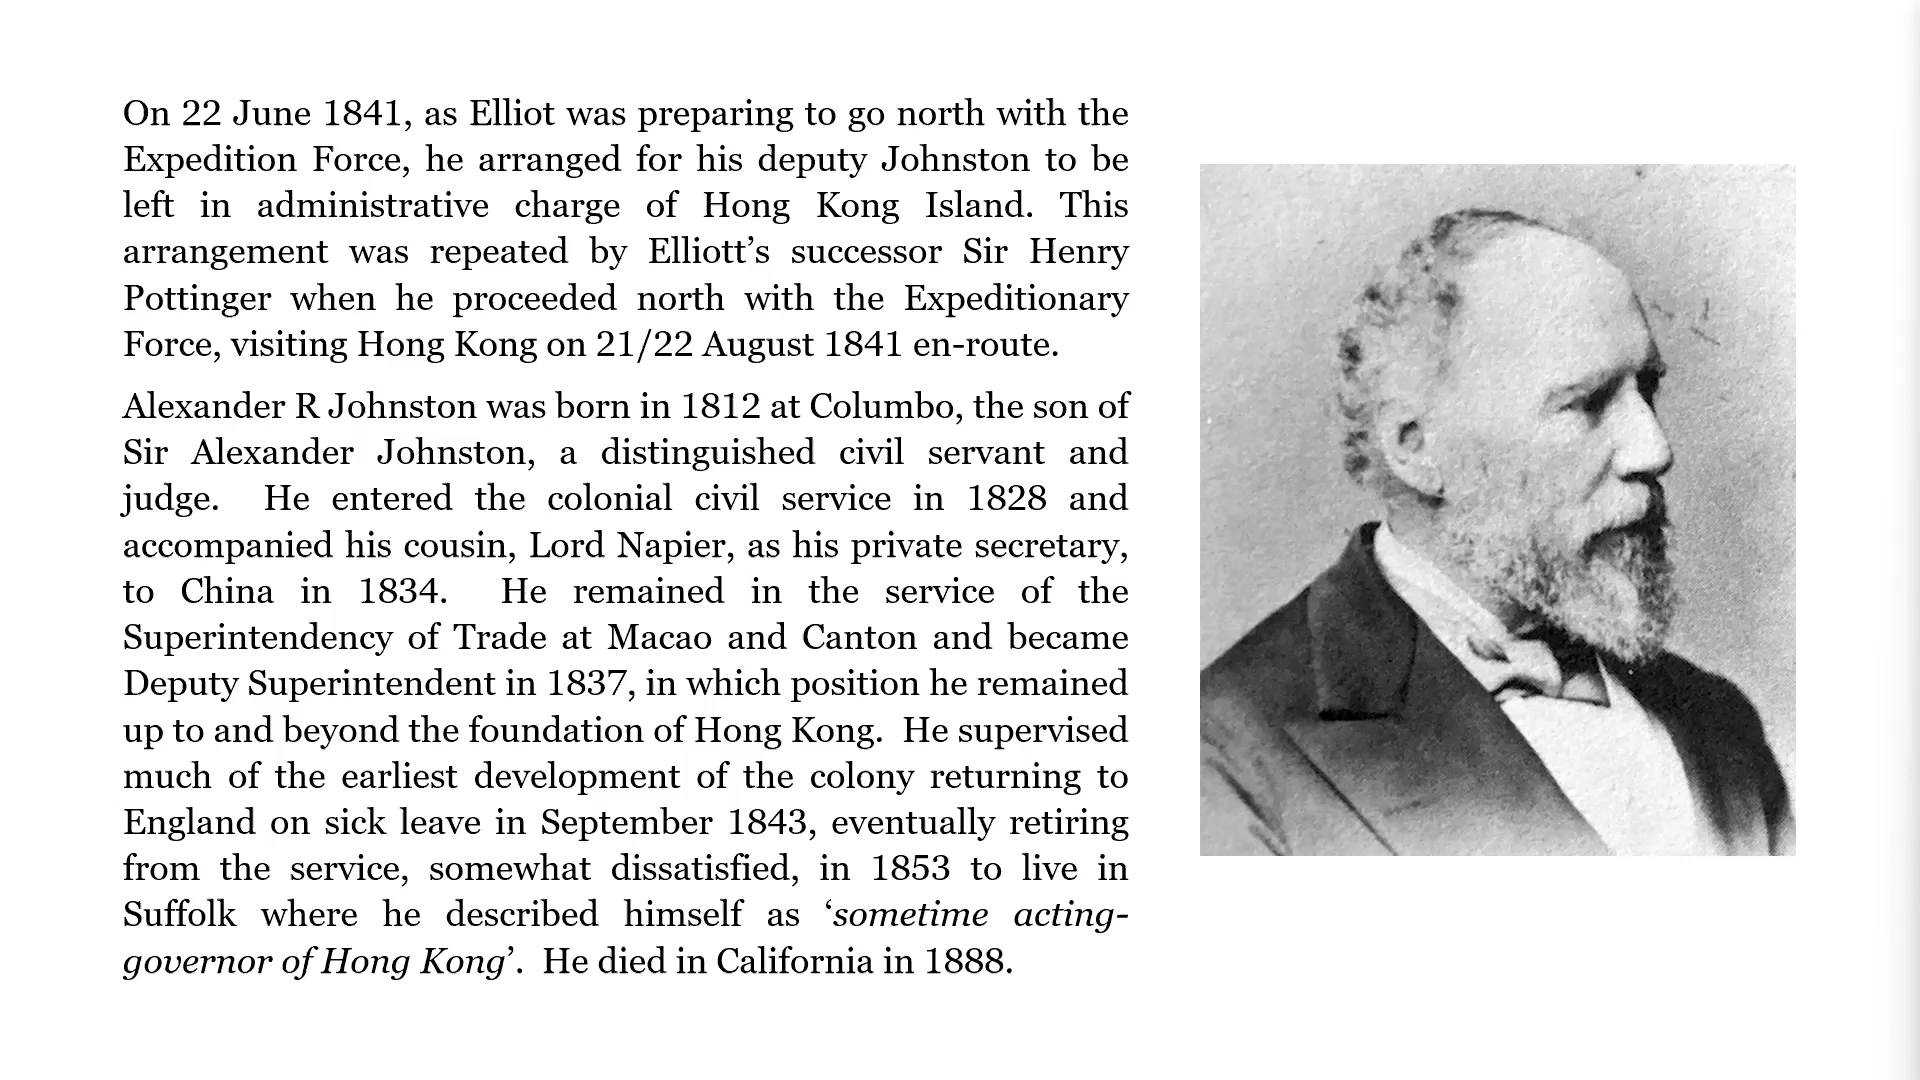 On 22 June 1841, as Elliot was preparing to go north with the
Expedition Force, he arranged for his deputy Johnston to be
left in administrative charge of Hong Kong Island. This
arrangement was repeated by Elliott’s successor Sir Henry
Pottinger when he proceeded north with the Expeditionary
Force, visiting Hong Kong on 21/22 August 1841 en-route.
Alexander R Johnston was born in 1812 at Columbo, the son of
Sir Alexander Johnston, a distinguished civil servant and
judge. He entered the colonial civil service in 1828 and
accompanied his cousin, Lord Napier, as his private secretary,
to China in 1834. He remained in the service of the
Superintendency of Trade at Macao and Canton and became
Deputy Superintendent in 1837, in which position he remained
up to and beyond the foundation of Hong Kong. He supervised
much of the earliest development of the colony returning to
England on sick leave in September 1843, eventually retiring
from the service, somewhat dissatisfied, in 1853 to live in
Suffolk where he described himself as ‘sometime acting-
governor of Hong Kong’. He died in California in 1888.